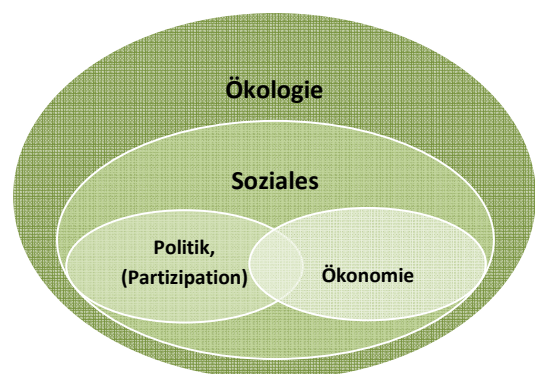 Ökologie
Soziales
Politik,
(Partizipation)
Ökonomie